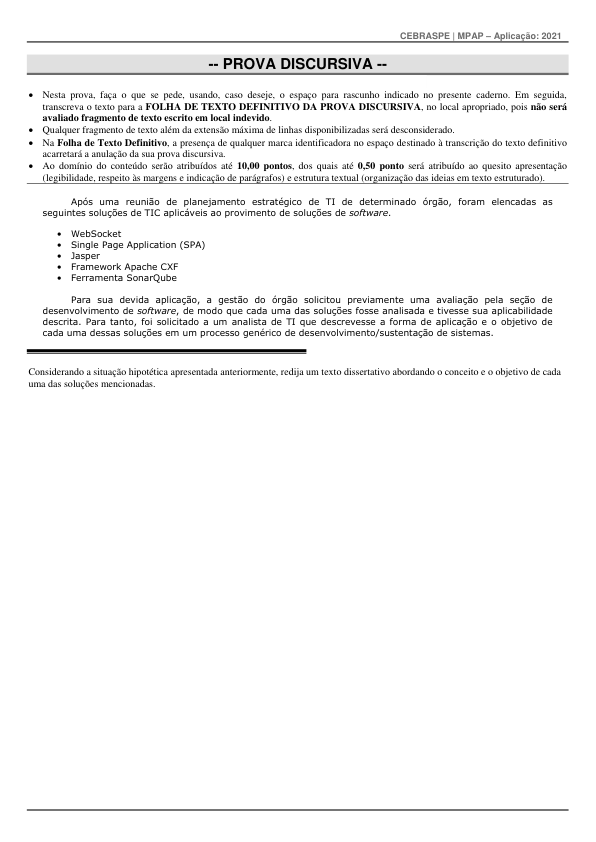 CEBRASPE | MPAP – Aplicação: 2021
-- PROVA DISCURSIVA --
• Nesta prova, faça o que se pede, usando, caso deseje, o espaço para rascunho indicado no presente caderno. Em seguida,
transcreva o texto para a FOLHA DE TEXTO DEFINITIVO DA PROVA DISCURSIVA, no local apropriado, pois não será
avaliado fragmento de texto escrito em local indevido.
• Qualquer fragmento de texto além da extensão máxima de linhas disponibilizadas será desconsiderado.
• Na Folha de Texto Definitivo, a presença de qualquer marca identificadora no espaço destinado à transcrição do texto definitivo
acarretará a anulação da sua prova discursiva.
• Ao domínio do conteúdo serão atribuídos até 10,00 pontos, dos quais até 0,50 ponto será atribuído ao quesito apresentação
(legibilidade, respeito às margens e indicação de parágrafos) e estrutura textual (organização das ideias em texto estruturado).
Após uma reunião de planejamento estratégico de TI de determinado órgão, foram elencadas as
seguintes soluções de TIC aplicáveis ao provimento de soluções de software.
• WebSocket
• Single Page Application (SPA)
• Jasper
• Framework Apache CXF
• Ferramenta SonarQube
Para sua devida aplicação, a gestão do órgão solicitou previamente uma avaliação pela seção de
desenvolvimento de software, de modo que cada uma das soluções fosse analisada e tivesse sua aplicabilidade
descrita. Para tanto, foi solicitado a um analista de TI que descrevesse a forma de aplicação e o objetivo de
cada uma dessas soluções em um processo genérico de desenvolvimento/sustentação de sistemas.
Considerando a situação hipotética apresentada anteriormente, redija um texto dissertativo abordando o conceito e o objetivo de cada
uma das soluções mencionadas.